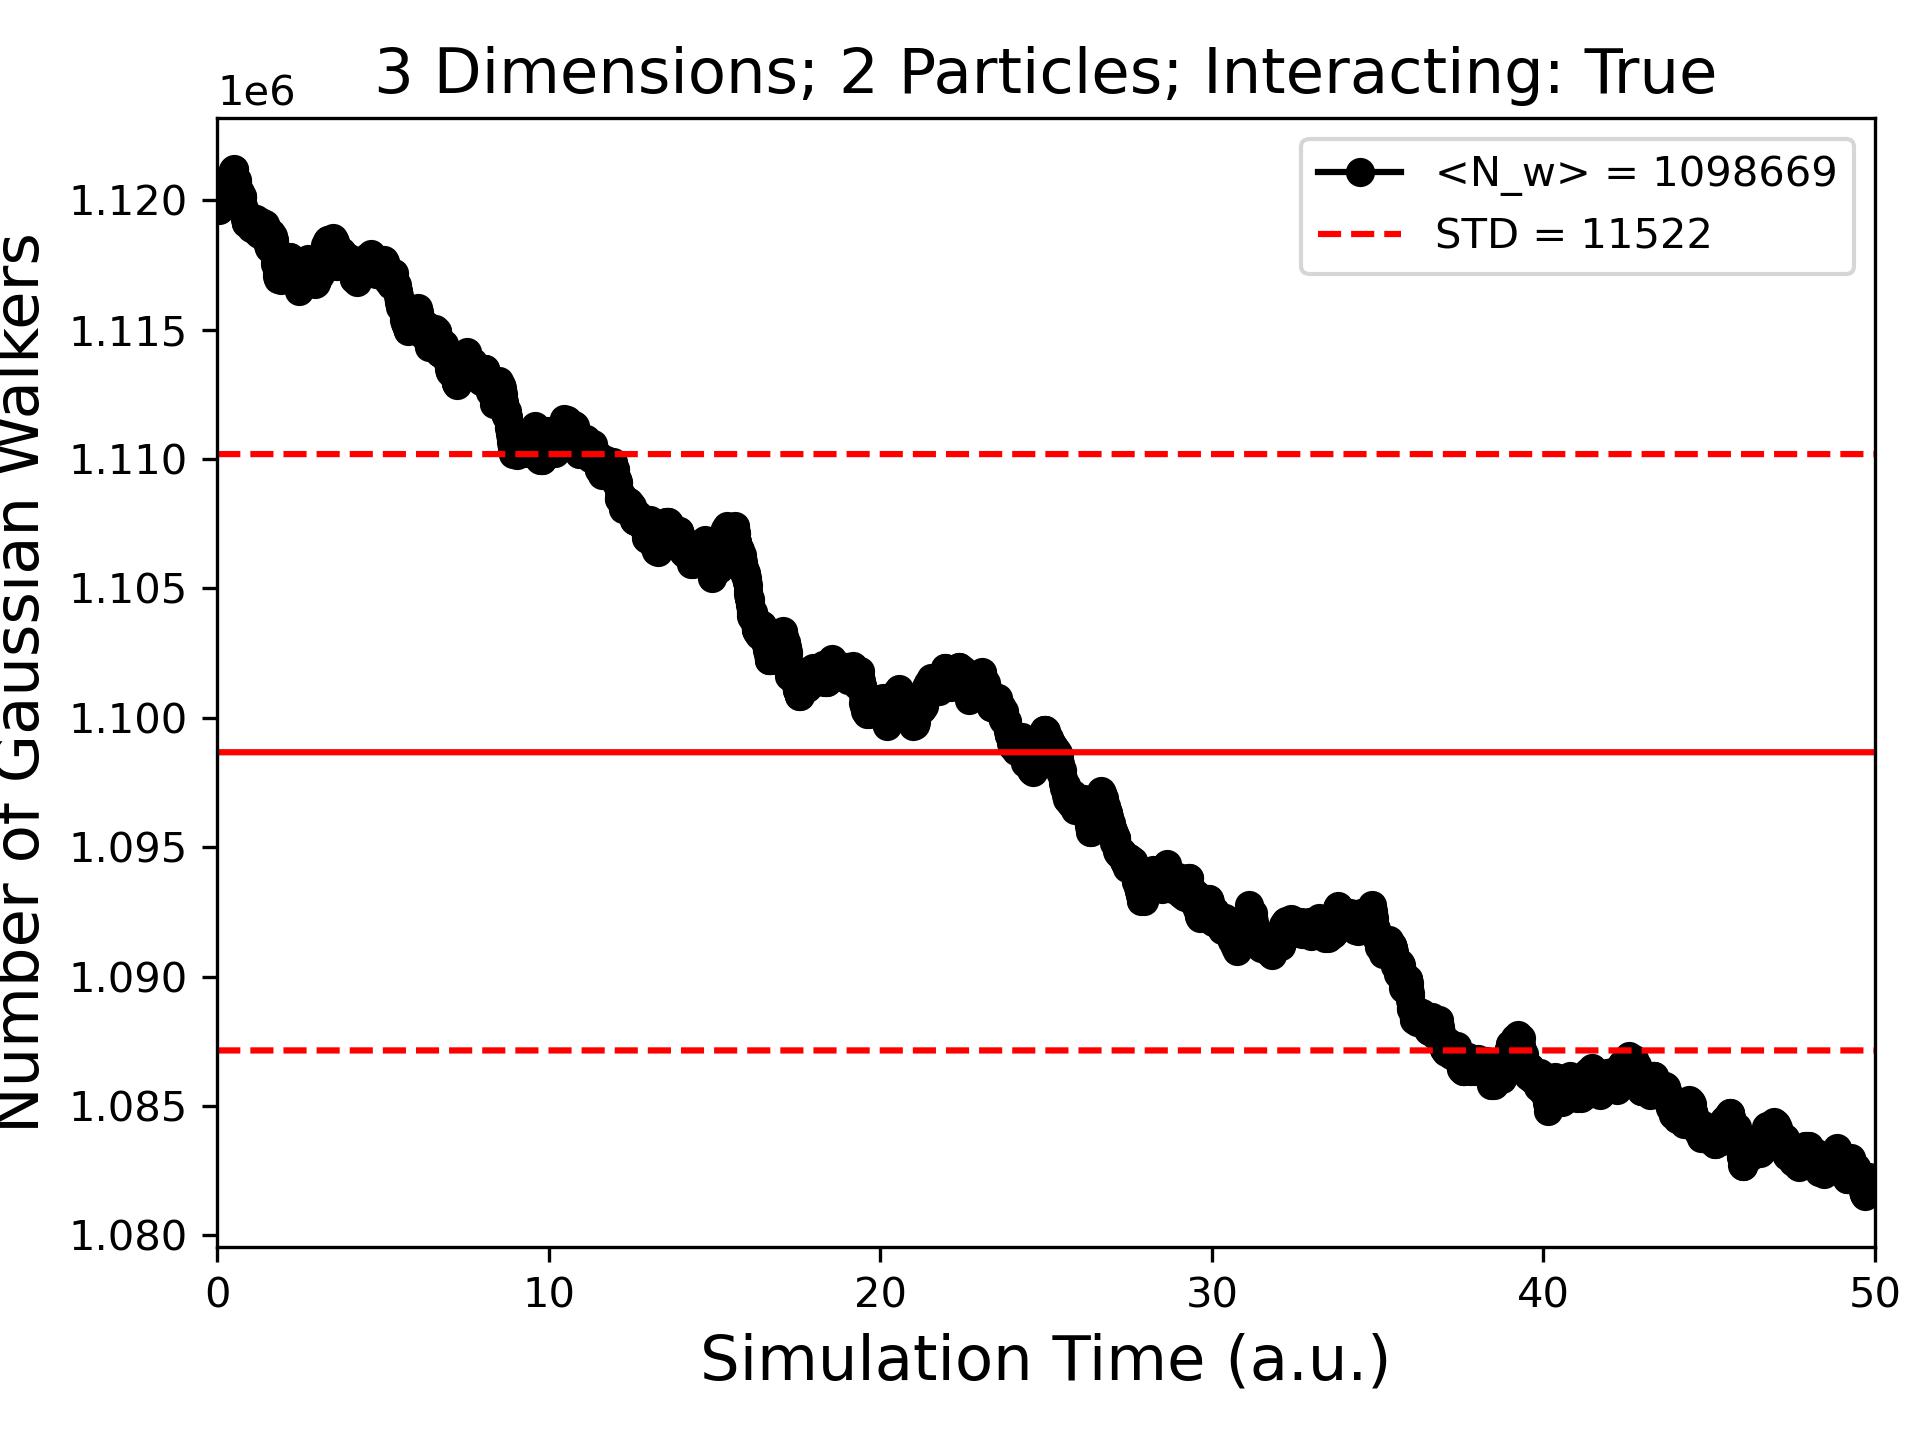 3 Dimensions; 2 Particles; Interacting: True
1e6
<N_w> = 1098669
STD = 11522
Number of Gaussian Walkers
1.120
1.115
1.110
1.105
1.100
1.095
1.090
1.085
1.080
0 10 20 30 40 50
Simulation Time (a.u.)